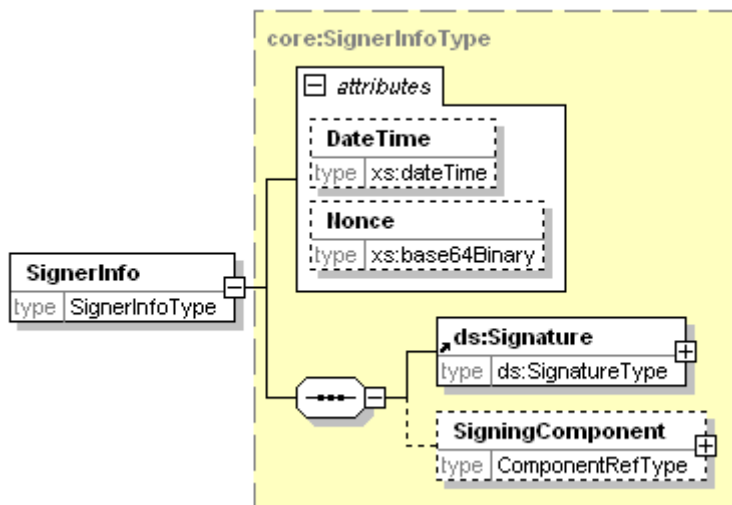 core:SignerInfoType
attributes
DateTime
type xs:dateTime
Nonce
type xs:base64Binary
SignerInfo
type SignerInfoType
ds:Signature
type ds:SignatureType
SigningComponent
type ComponentRefType